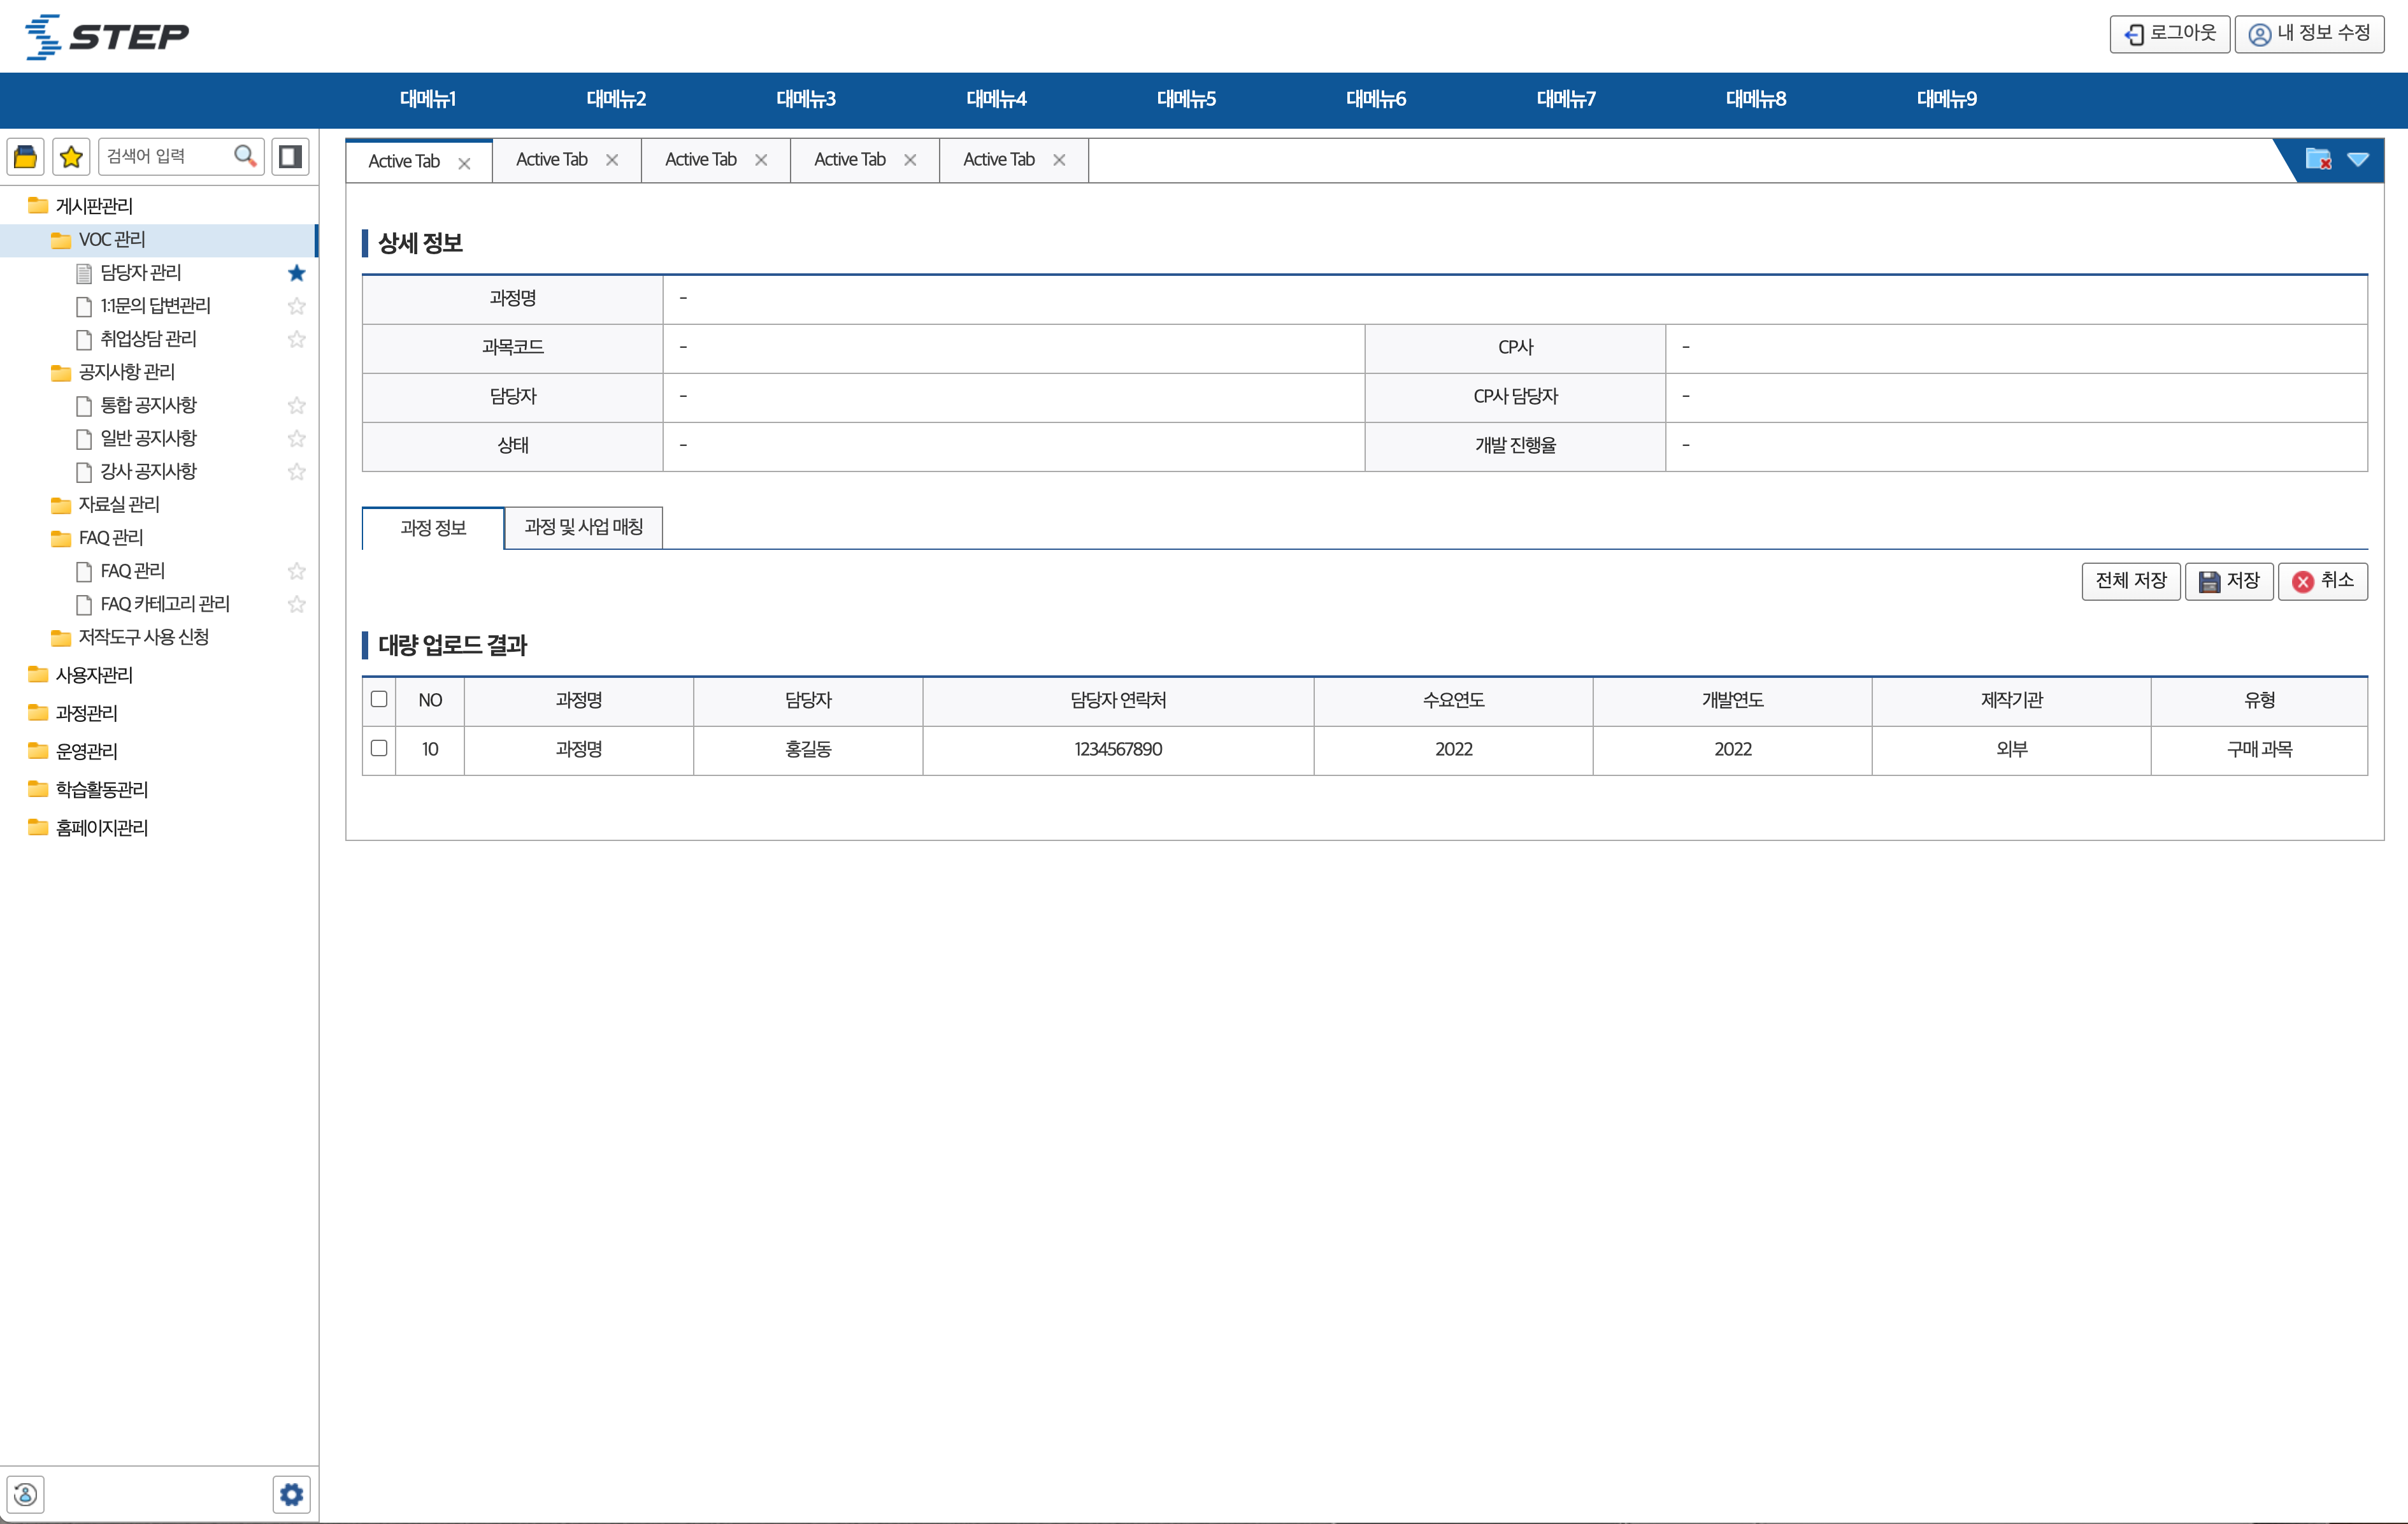 STEP
로그아웃
내 정보 수정
대메뉴1 대메뉴2 대메뉴3 대메뉴4 대메뉴5 대메뉴6 대메뉴7 대메뉴8 대메뉴9
검색어 입력
게시판관리
VOC 관리
담당자 관리
1:1문의 답변관리
취업상담 관리
공지사항 관리
통합 공지사항
일반 공지사항
강사 공지사항
자료실 관리
FAQ 관리
FAQ 관리
FAQ 카테고리 관리
저작도구 사용 신청
사용자관리
과정관리
운영관리
학습활동관리
홈페이지관리
Active Tab Active Tab Active Tab Active Tab Active Tab
상세 정보
과정명 -
과목코드 - CP사 -
담당자 - CP사 담당자 -
상태 - 개발 진행율 -
과정 정보 과정 및 사업 매칭
전체 저장 저장 취소
대량 업로드 결과
NO 과정명 담당자 담당자 연락처 수요연도 개발연도 제작기관 유형
10 과정명 홍길동 1234567890 2022 2022 외부 구매 과목